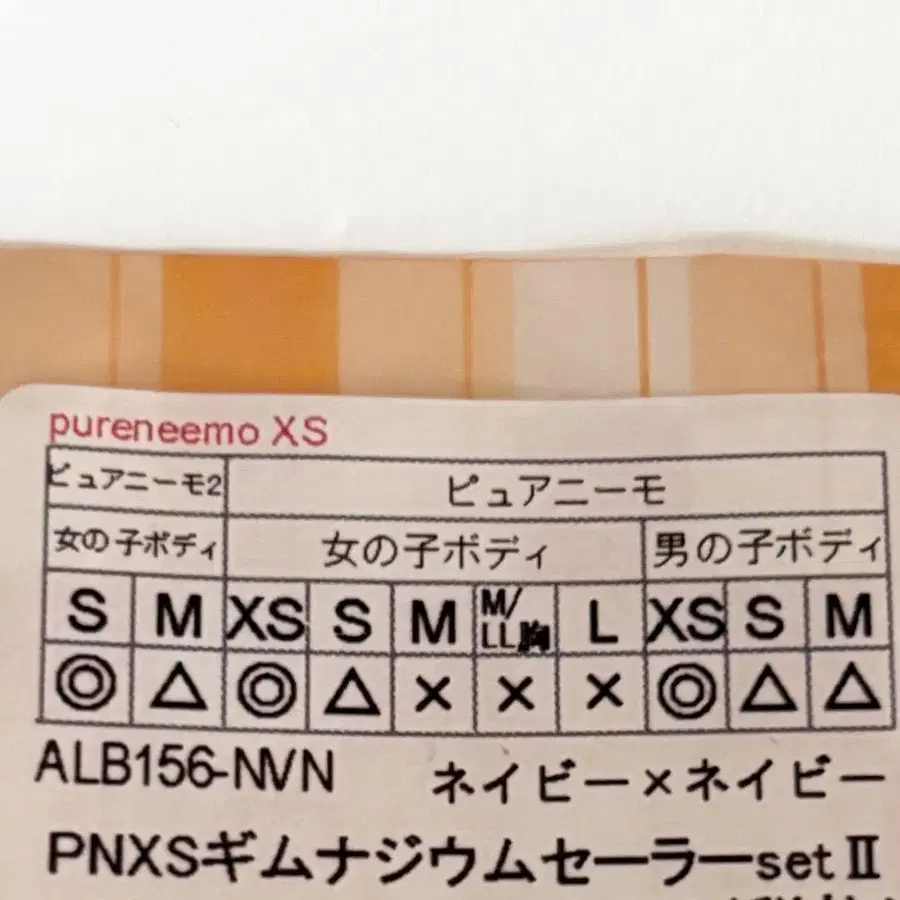 pureneemo XS
ピュアニーモ2 ピュアニーモ
女の子ボディ 女の子ボディ 男の子ボディ
S M XS S M M/LL胸 L XS S M
◎ △ ◎ △ × × × ◎ △ △
ALB156-NVN ネイビー×ネイビー
PNXSギムナジウムセーラーsetⅡ